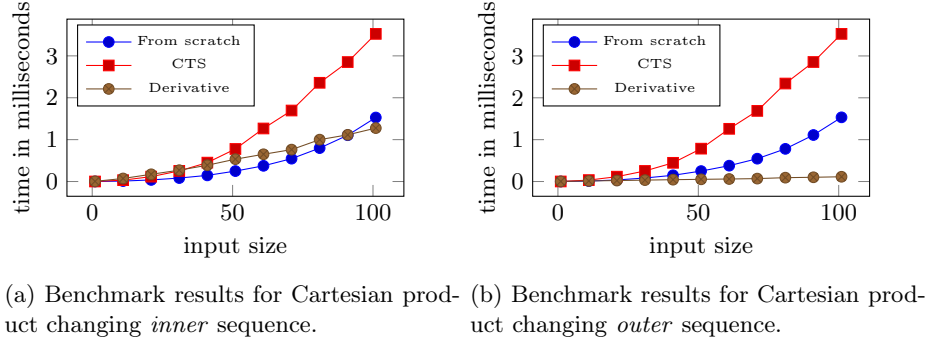 time in milliseconds
3
2
1
0
From scratch
CTS
Derivative
0
50
100
input size
(a) Benchmark results for Cartesian prod-
uct changing inner sequence.
time in milliseconds
3
2
1
0
From scratch
CTS
Derivative
0
50
100
input size
(b) Benchmark results for Cartesian prod-
uct changing outer sequence.